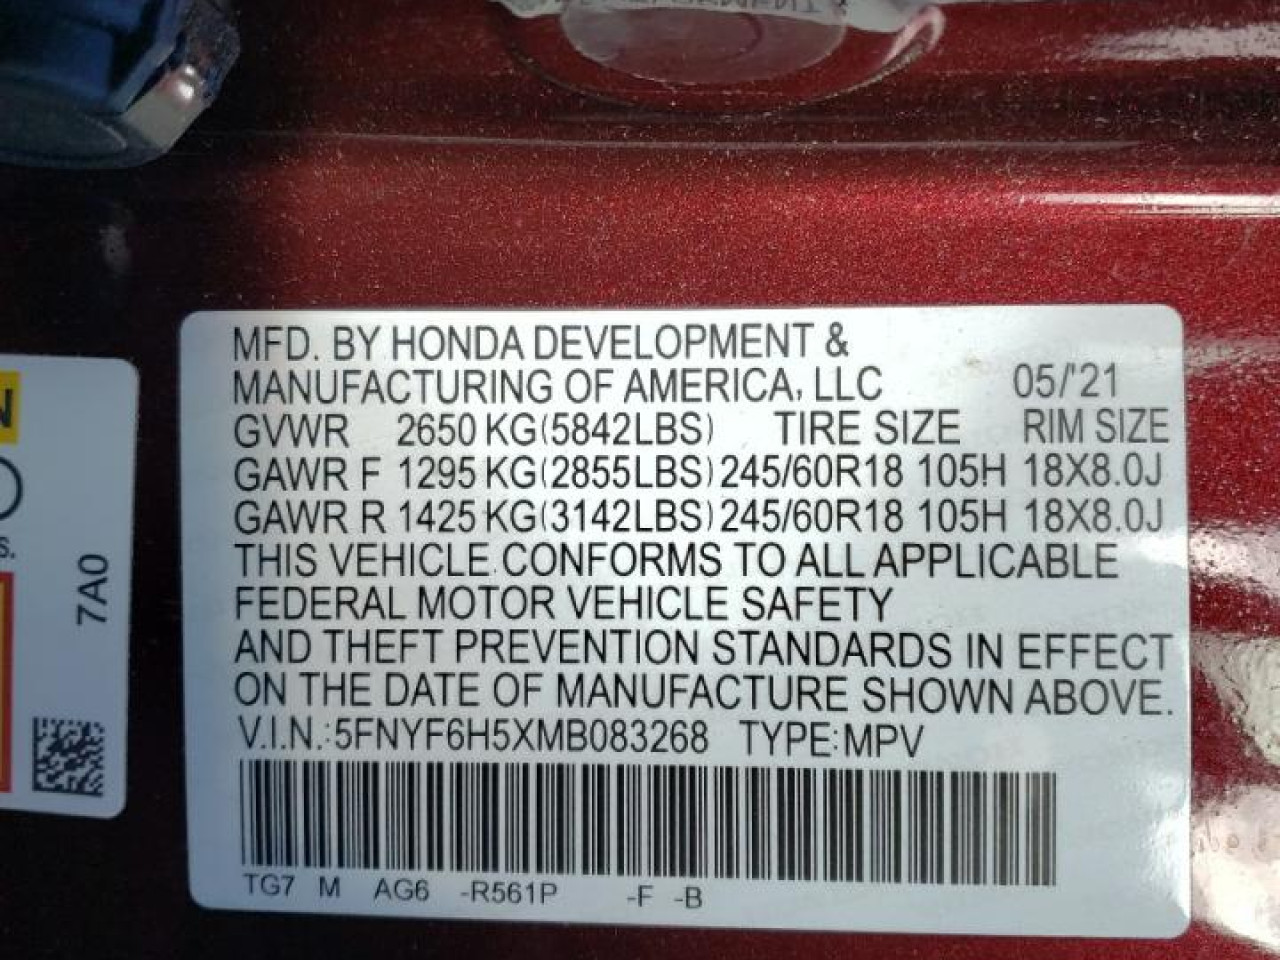 MFD. BY HONDA DEVELOPMENT &
MANUFACTURING OF AMERICA, LLC 05/'21
GVWR 2650 KG(5842LBS) TIRE SIZE RIM SIZE
GAWR F 1295 KG(2855LBS) 245/60R18 105H 18X8.0J
GAWR R 1425 KG(3142LBS) 245/60R18 105H 18X8.0J
THIS VEHICLE CONFORMS TO ALL APPLICABLE
FEDERAL MOTOR VEHICLE SAFETY
AND THEFT PREVENTION STANDARDS IN EFFECT
ON THE DATE OF MANUFACTURE SHOWN ABOVE.
V.I.N.:5FNYF6H5XMB083268 TYPE:MPV
TG7 M AG6 -R561P -F -B
7A0